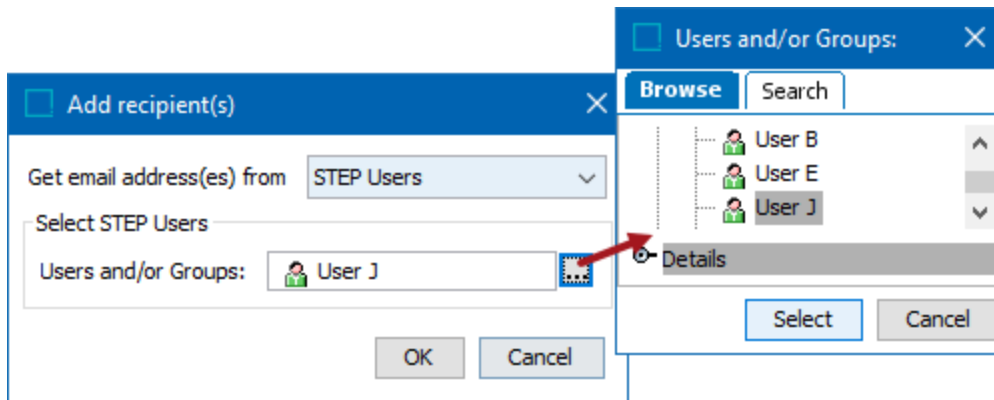 Add recipient(s)
Get email address(es) from STEP Users
Select STEP Users
Users and/or Groups: User J ...
OK Cancel
Users and/or Groups:
Browse Search
User B
User E
User J
Details
Select Cancel